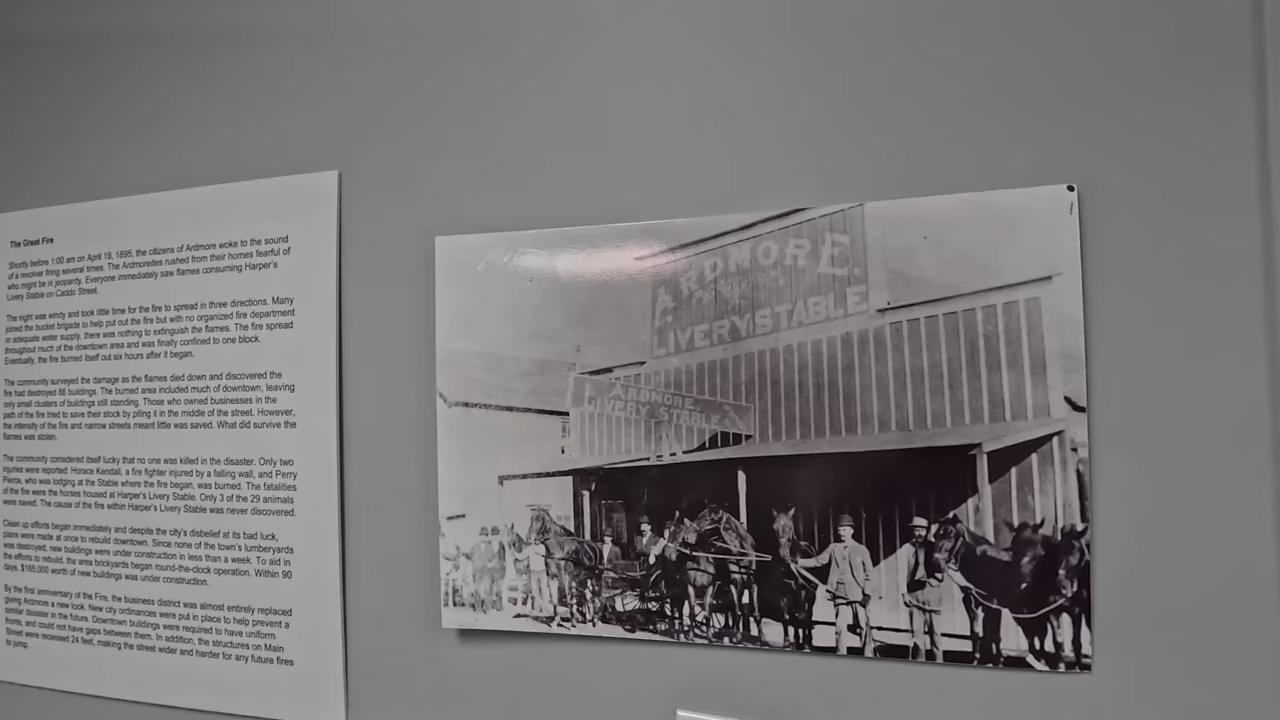 The Great Fire
Shortly before 1:00 am on April 19, 1895, the citizens of Ardmore woke to the sound
of a revolver firing several times. The Ardmoreites rushed from their homes fearful of
who might be in jeopardy. Everyone immediately saw flames consuming Harper's
Livery Stable on Caddo Street.
The night was windy and took little time for the fire to spread in three directions. Many
joined the bucket brigade to help put out the fire but with no organized fire department
or adequate water supply, there was nothing to extinguish the flames. The fire spread
throughout much of the downtown area and was finally confined to one block.
Eventually, the fire burned itself out six hours after it began.
The community surveyed the damage as the flames died down and discovered the
fire had destroyed 86 buildings. The burned area included much of downtown, leaving
only small clusters of buildings still standing. Those who owned businesses in the
path of the fire tried to save their stock by piling it in the middle of the street. However,
the intensity of the fire and narrow streets meant little was saved. What did survive the
flames was stolen.
The community considered itself lucky that no one was killed in the disaster. Only two
injuries were reported: Horace Kendall, a fire fighter injured by a falling wall, and Perry
Pierce, who was lodging at the Stable where the fire began, was burned. The fatalities
of the fire were the horses housed at Harper's Livery Stable. Only 3 of the 29 animals
were saved. The cause of the fire within Harper's Livery Stable was never discovered.
Clean up efforts began immediately and despite the city's disbelief at its bad luck,
plans were made at once to rebuild downtown. Since none of the town's lumberyards
was destroyed, new buildings were under construction in less than a week. To aid in
the efforts to rebuild, the area brickyards began round-the-clock operation. Within 90
days, $165,000 worth of new buildings was under construction.
By the first anniversary of the Fire, the business district was almost entirely replaced
giving Ardmore a new look. New city ordinances were put in place to help prevent a
similar disaster in the future. Downtown buildings were required to have uniform
fronts, and could not have gaps between them. In addition, the structures on Main
Street were recessed 24 feet, making the street wider and harder for any future fires
to jump.
ARDMORE
LIVERY STABLE
ARDMORE
LIVERY STABLE